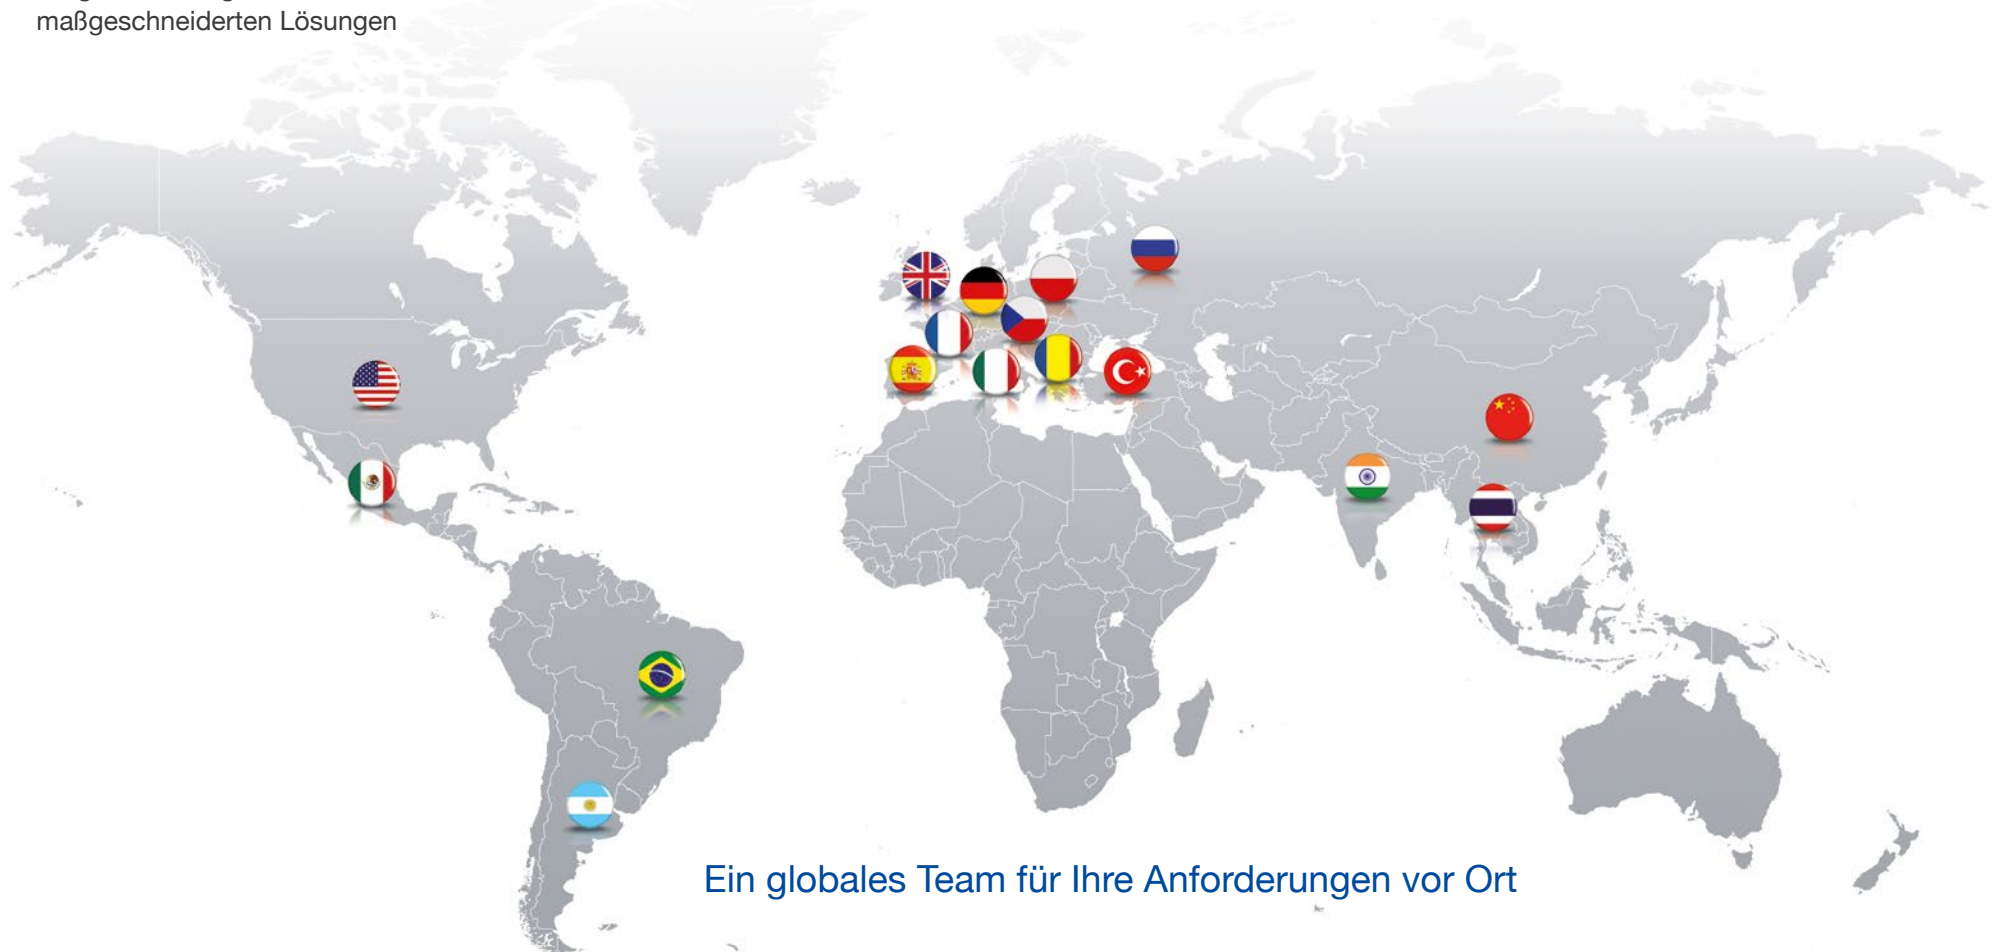 maßgeschneiderten Lösungen
Ein globales Team für Ihre Anforderungen vor Ort